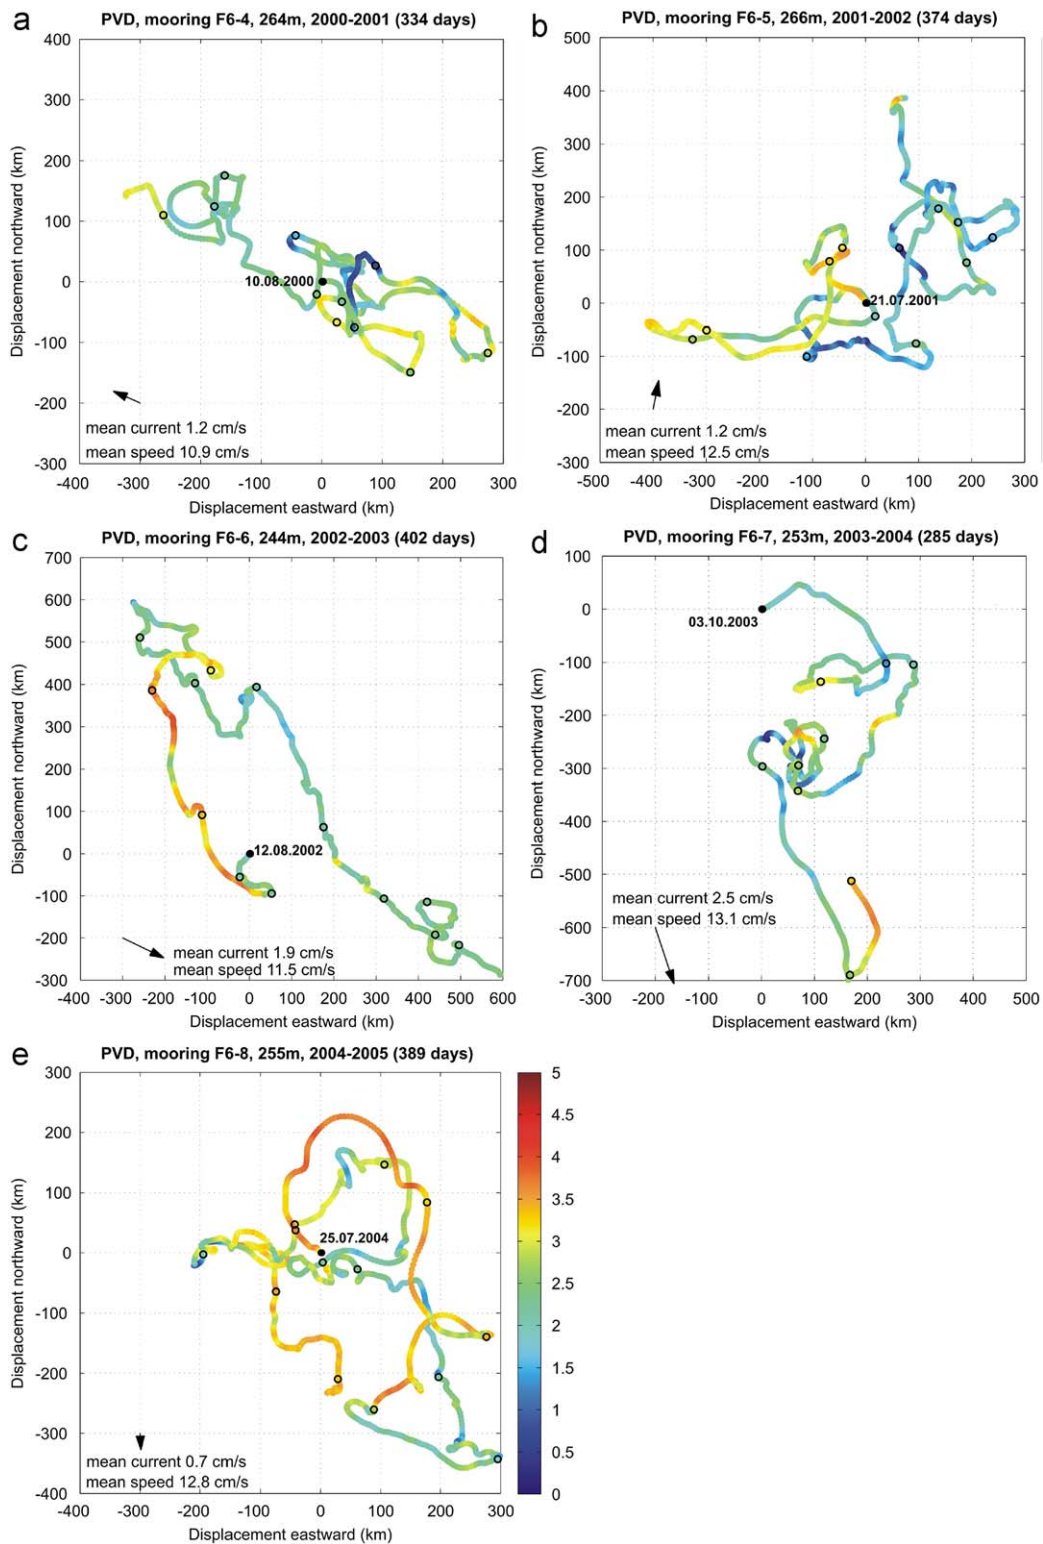 a
PVD, mooring F6-4, 264m, 2000-2001 (334 days)
400
300
200
100
0
-100
-200
-300
Displacement northward (km)
10.08.2000
mean current 1.2 cm/s
mean speed 10.9 cm/s
-400 -300 -200 -100 0 100 200 300
Displacement eastward (km)
b
PVD, mooring F6-5, 266m, 2001-2002 (374 days)
500
400
300
200
100
0
-100
-200
-300
Displacement northward (km)
21.07.2001
mean current 1.2 cm/s
mean speed 12.5 cm/s
-500 -400 -300 -200 -100 0 100 200 300
Displacement eastward (km)
c
PVD, mooring F6-6, 244m, 2002-2003 (402 days)
700
600
500
400
300
200
100
0
-100
-200
-300
Displacement northward (km)
12.08.2002
mean current 1.9 cm/s
mean speed 11.5 cm/s
-400 -300 -200 -100 0 100 200 300 400 500 600
Displacement eastward (km)
d
PVD, mooring F6-7, 253m, 2003-2004 (285 days)
100
0
-100
-200
-300
-400
-500
-600
-700
Displacement northward (km)
03.10.2003
mean current 2.5 cm/s
mean speed 13.1 cm/s
-300 -200 -100 0 100 200 300 400 500
Displacement eastward (km)
e
PVD, mooring F6-8, 255m, 2004-2005 (389 days)
300
200
100
0
-100
-200
-300
-400
Displacement northward (km)
25.07.2004
mean current 0.7 cm/s
mean speed 12.8 cm/s
-400 -300 -200 -100 0 100 200 300
Displacement eastward (km)
5
4.5
4
3.5
3
2.5
2
1.5
1
0.5
0